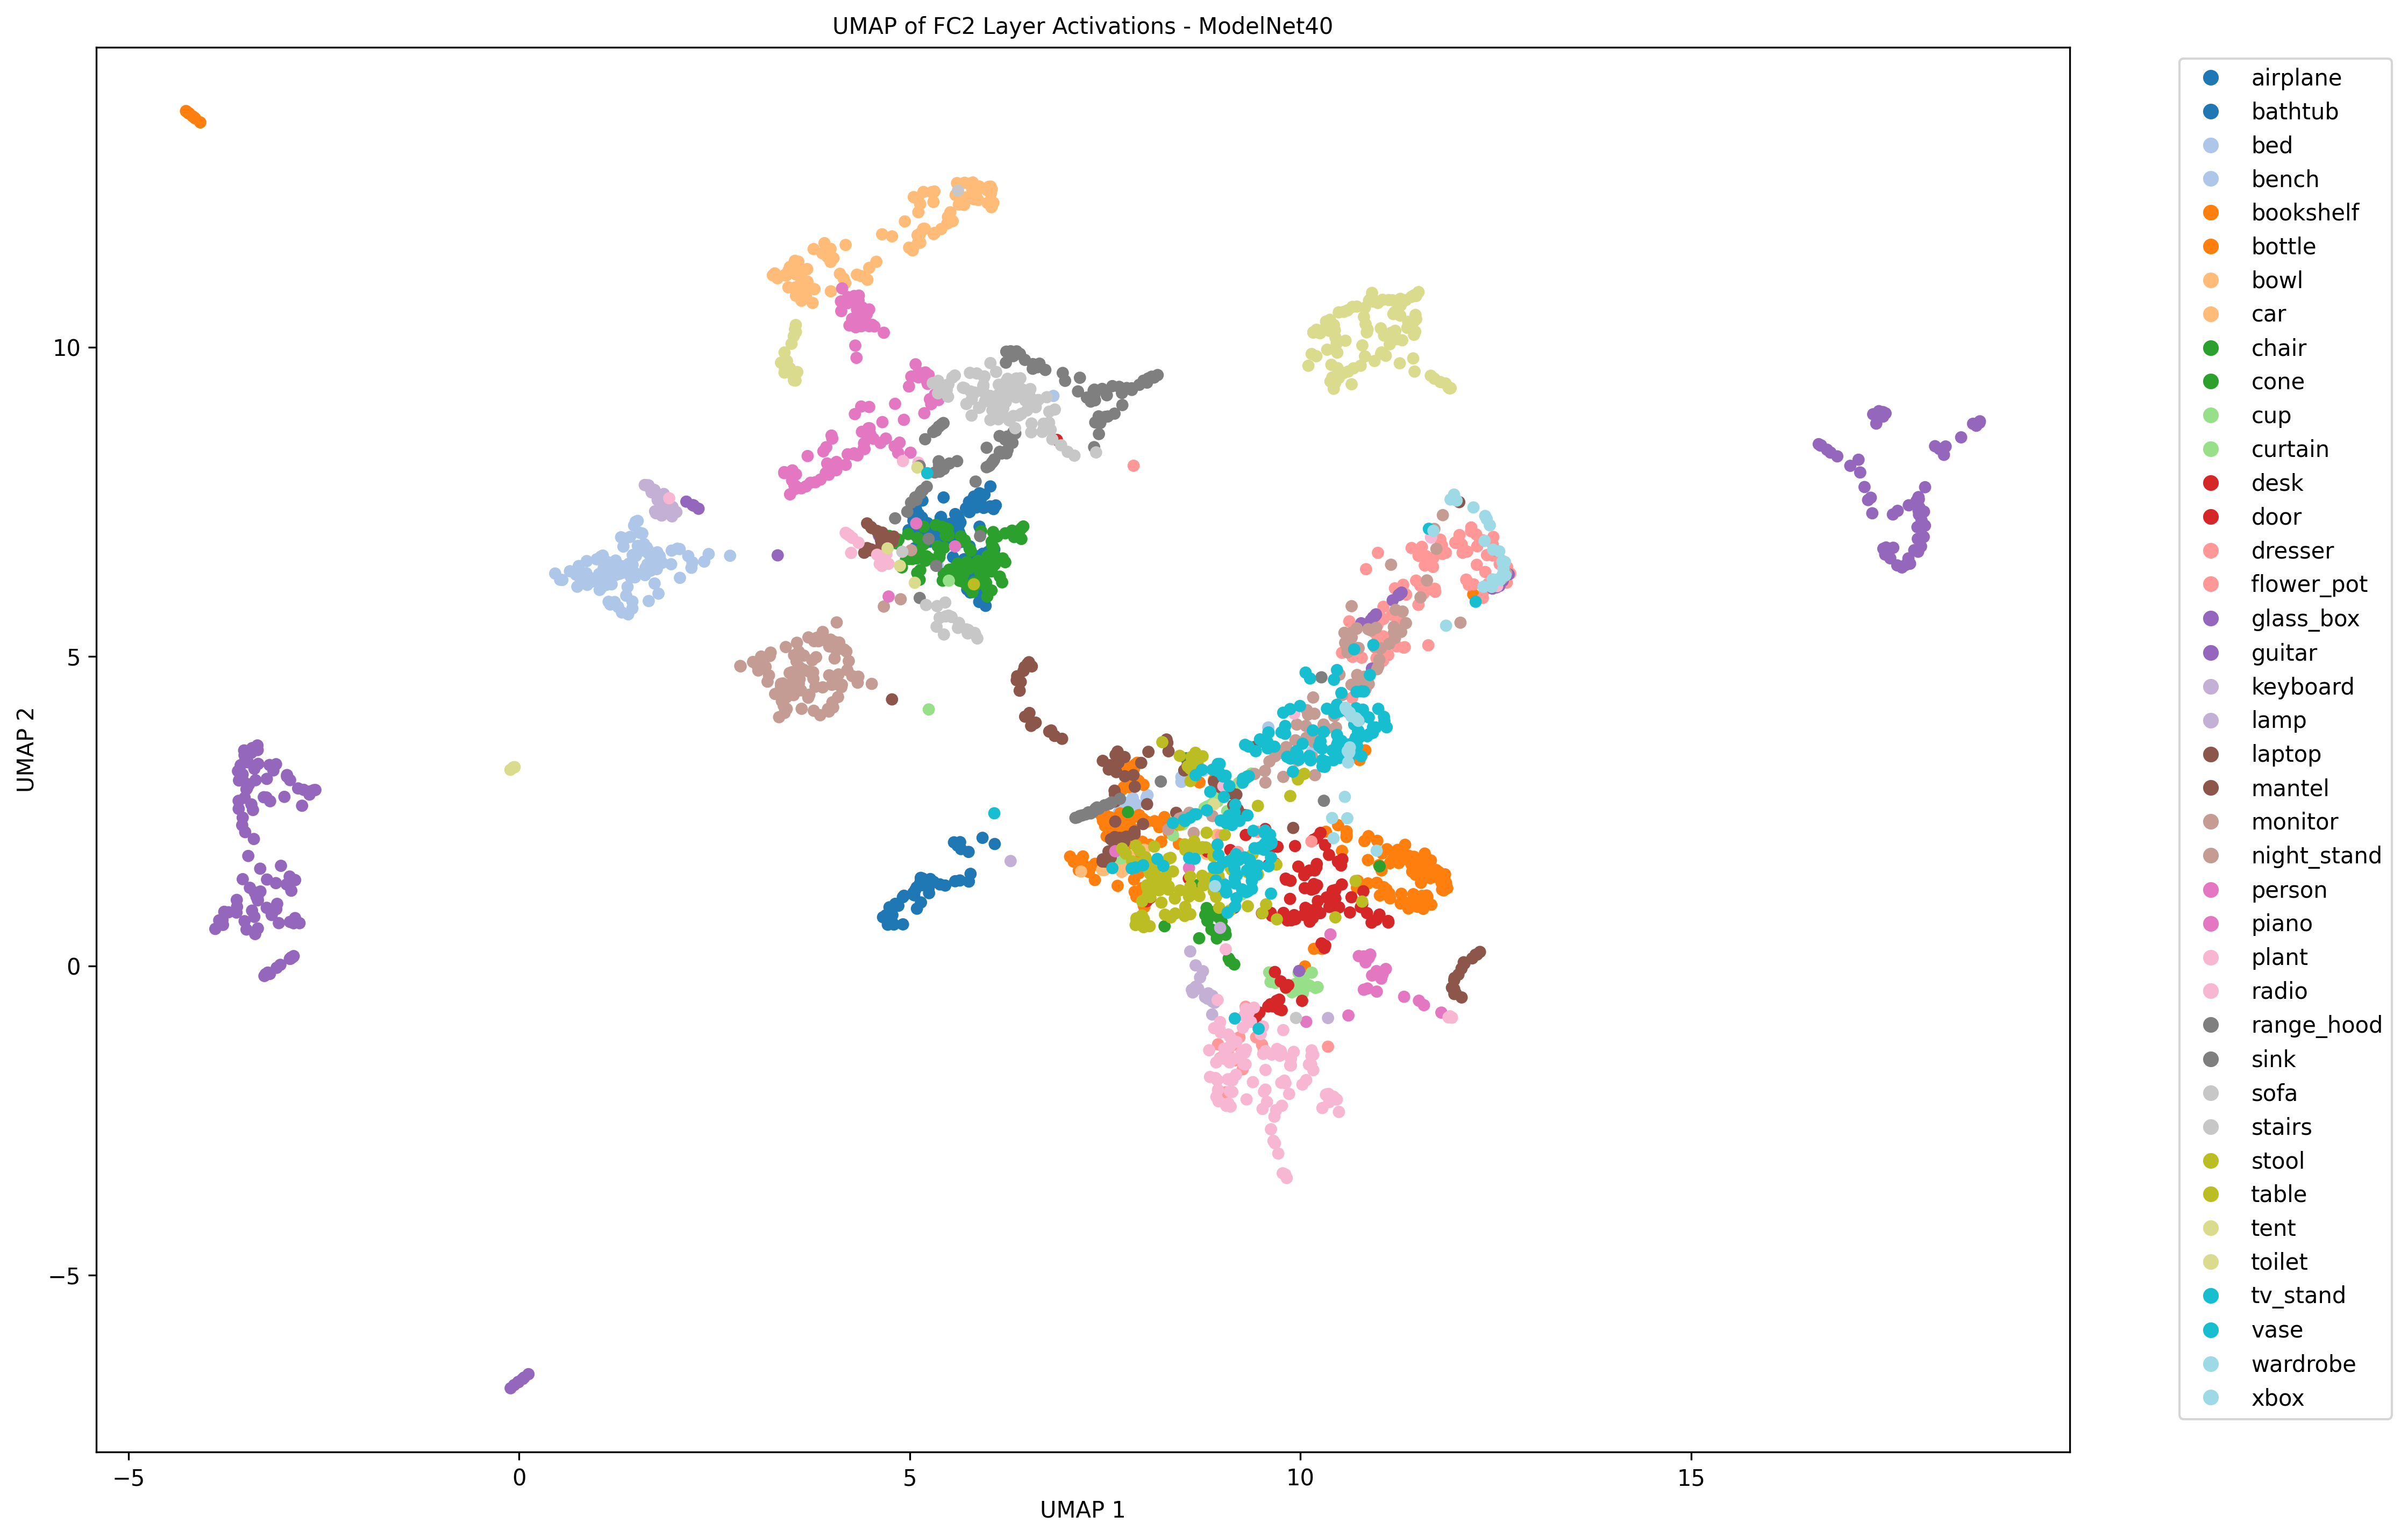 UMAP of FC2 Layer Activations - ModelNet40
10
5
0
−5
UMAP 2
−5
0
5
10
15
UMAP 1
airplane
bathtub
bed
bench
bookshelf
bottle
bowl
car
chair
cone
cup
curtain
desk
door
dresser
flower_pot
glass_box
guitar
keyboard
lamp
laptop
mantel
monitor
night_stand
person
piano
plant
radio
range_hood
sink
sofa
stairs
stool
table
tent
toilet
tv_stand
vase
wardrobe
xbox